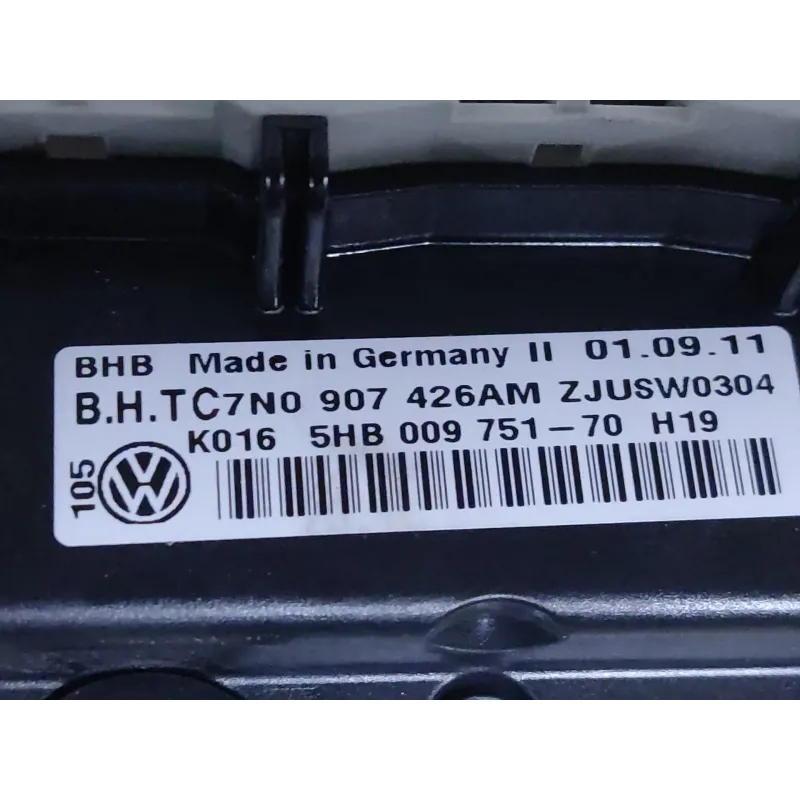 BHB Made in Germany II 01.09.11
B.H.TC7N0 907 426AM ZJUSW0304
K016 5HB 009 751-70 H19
105